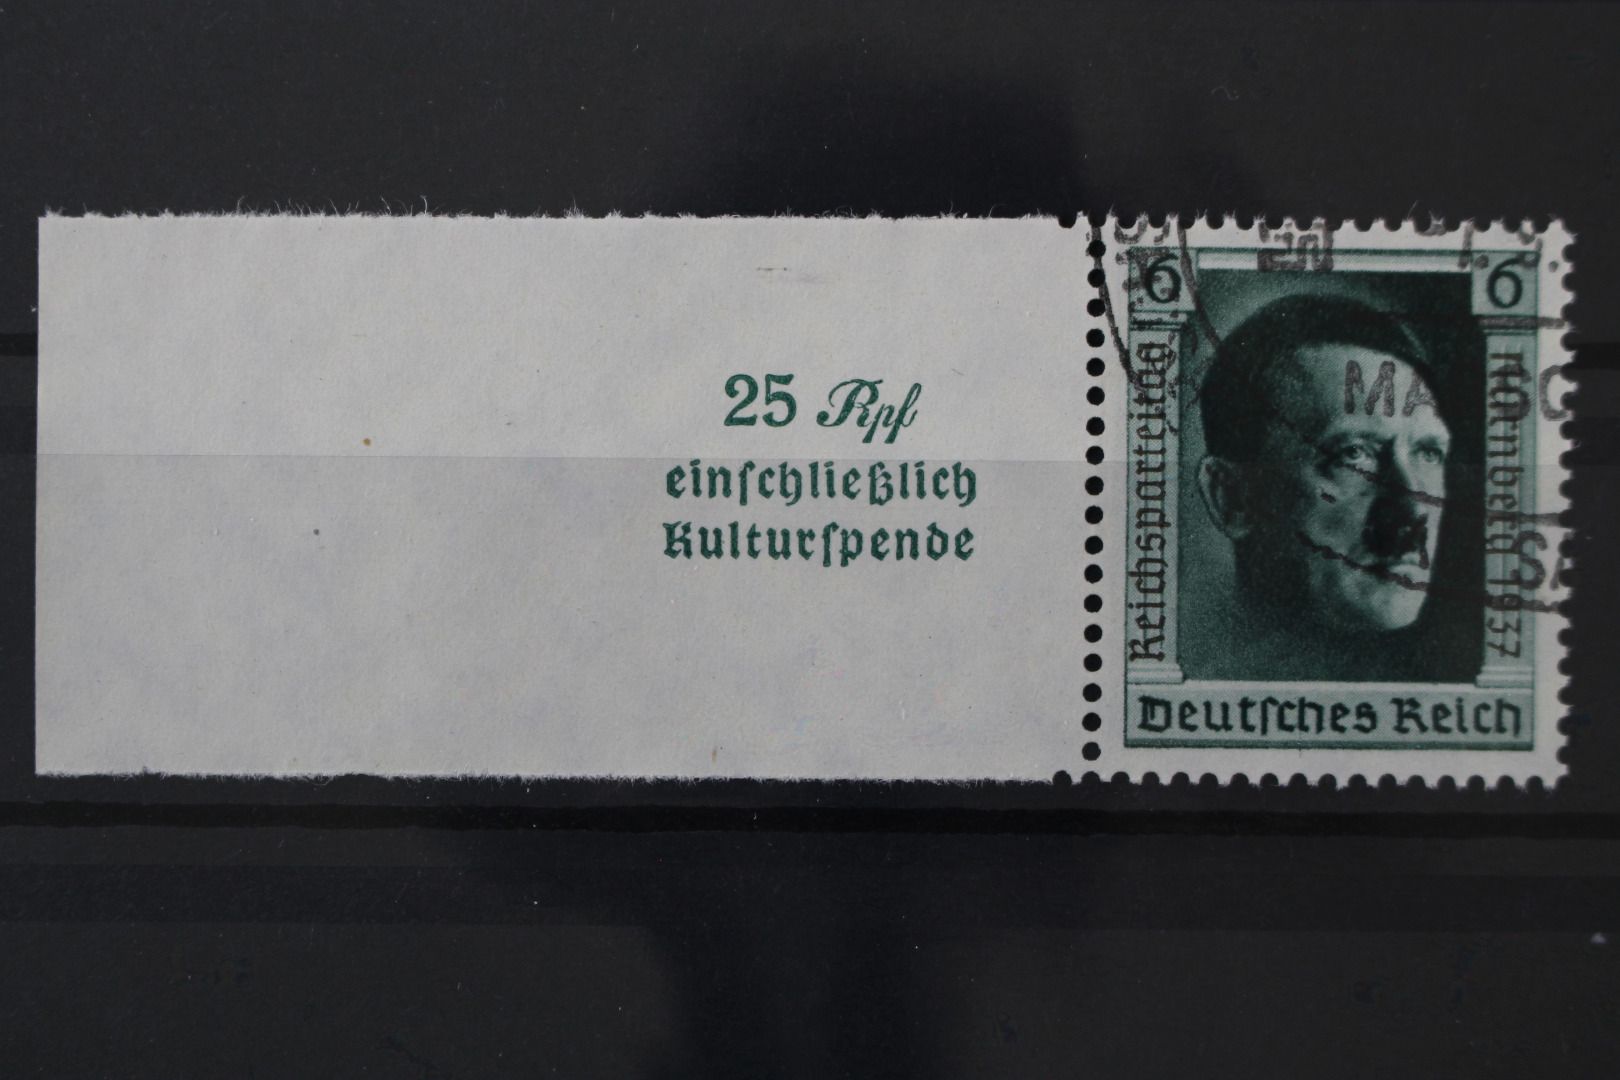 25 Rpf
einſchließlich
Kulturſpende
6 6
Reichsparteitag
Nürnberg 1937
Deutſches Reich